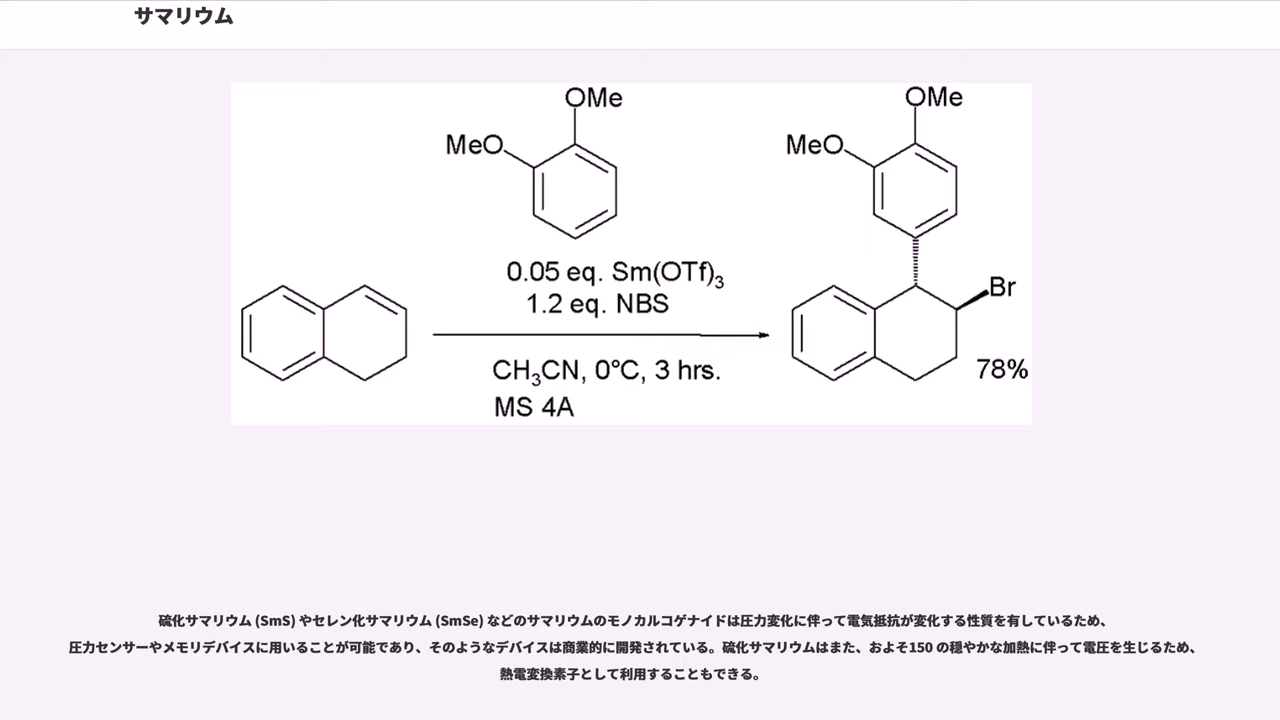 サマリウム
OMe
MeO
0.05 eq. Sm(OTf)3
1.2 eq. NBS
CH3CN, 0°C, 3 hrs.
MS 4A
OMe
MeO
Br
78%
硫化サマリウム (SmS) やセレン化サマリウム (SmSe) などのサマリウムのモノカルコゲナイドは圧力変化に伴って電気抵抗が変化する性質を有しているため、
圧力センサーやメモリデバイスに用いることが可能であり、そのようなデバイスは商業的に開発されている。硫化サマリウムはまた、およそ150 の穏やかな加熱に伴って電圧を生じるため、
熱電変換素子として利用することもできる。